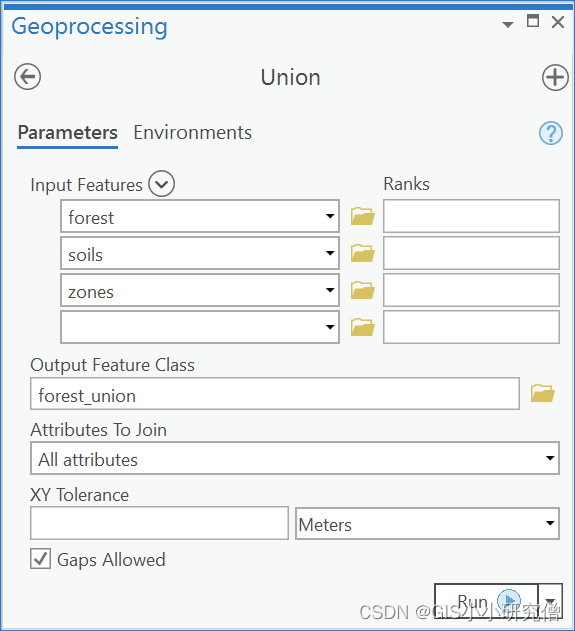 Geoprocessing
Union
Parameters Environments
Input Features Ranks
forest
soils
zones
Output Feature Class
forest_union
Attributes To Join
All attributes
XY Tolerance
Meters
Gaps Allowed
Run
CSDN @GIS小小研究僧